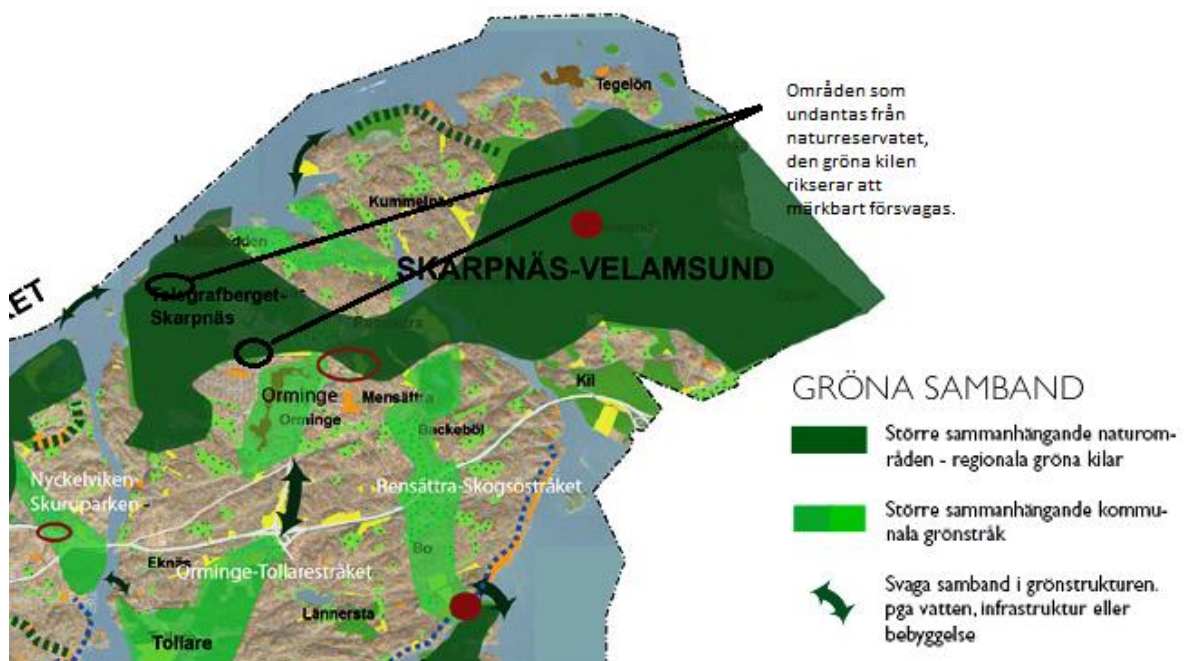 Tegelön
Områden som
undantas från
naturreservatet,
den gröna kilen
rikserar att
märkbart försvagas.
Kummelnäs
SKARPNÄS-VELAMSUND
Telegrafberget-
Skarpnäs
Kil
Orminge
Mensättra
Orminge
Backeböl
Nyckelviken-
Skuruparken
Rensättra-Skogsöstråket
Bo
Eknäs
Orminge-Tollarestråket
Lännersta
Tollare
GRÖNA SAMBAND
Större sammanhängande naturom-
råden - regionala gröna kilar
Större sammanhängande kommu-
nala grönstråk
Svaga samband i grönstrukturen.
pga vatten, infrastruktur eller
bebyggelse